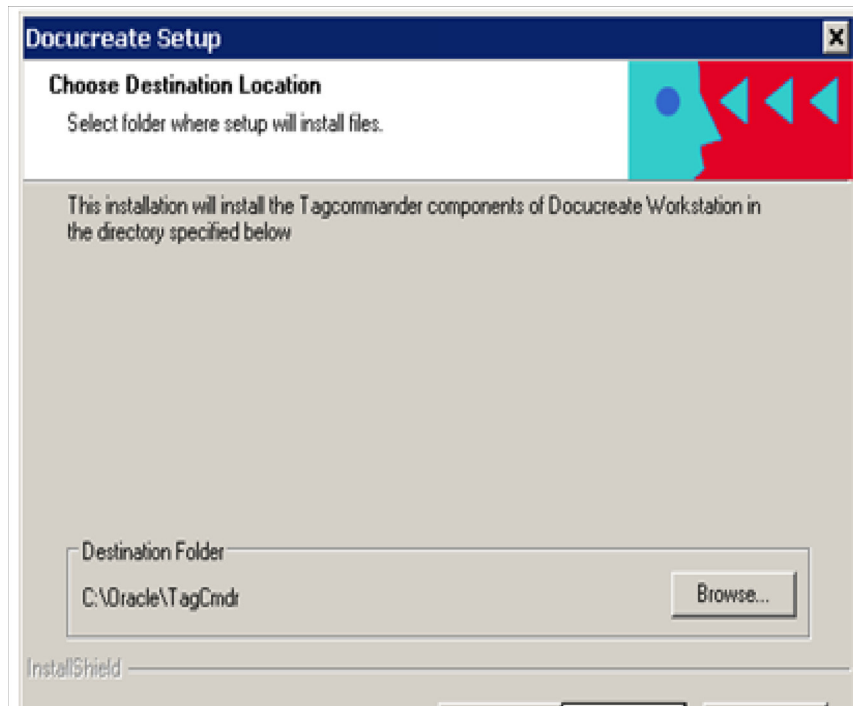 Docucreate Setup
Choose Destination Location
Select folder where setup will install files.
This installation will install the Tagcommander components of Docucreate Workstation in
the directory specified below
Destination Folder
C:\Oracle\TagCmdr
Browse...
InstallShield